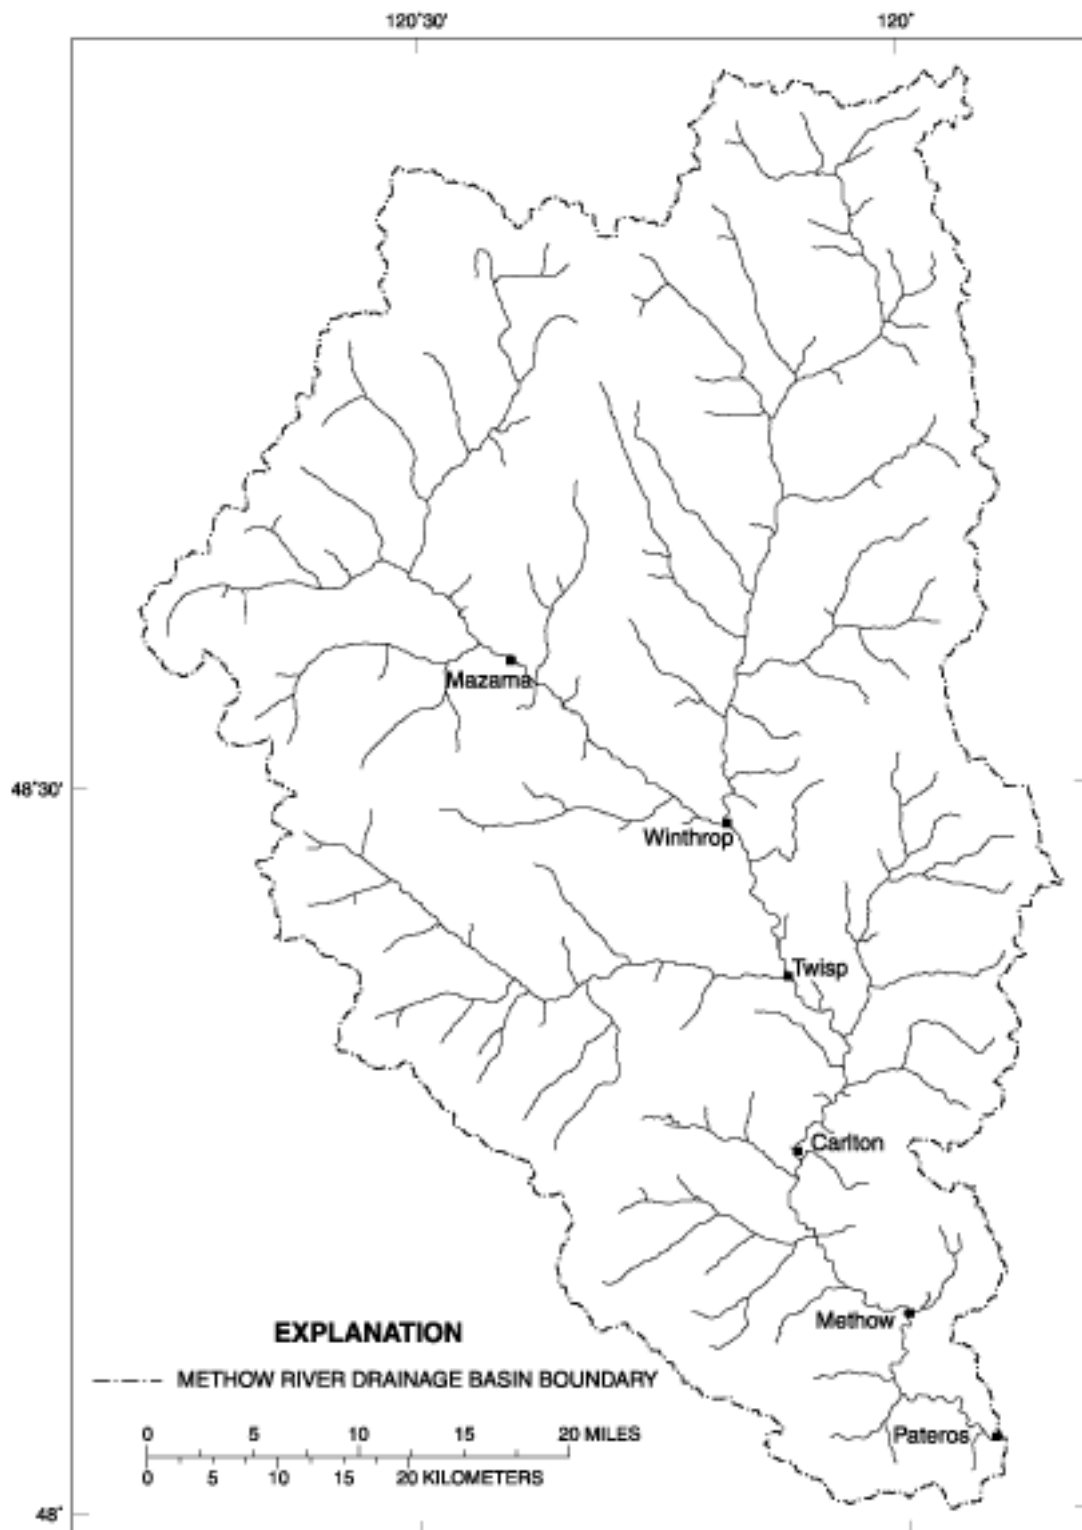 120°30' 120°
Mazama
48°30'
Winthrop
Twisp
Carlton
Methow
EXPLANATION
METHOW RIVER DRAINAGE BASIN BOUNDARY
0 5 10 15 20 MILES
Pateros
0 5 10 15 20 KILOMETERS
48°